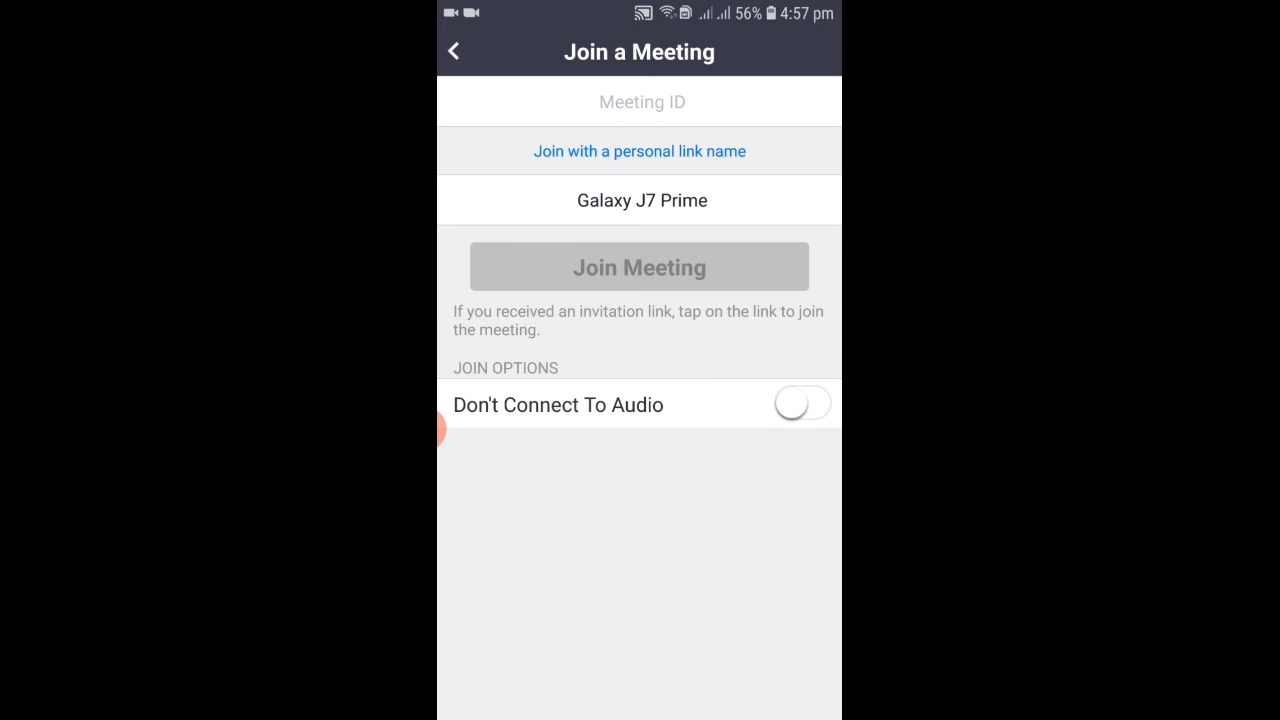 56% 4:57 pm
Join a Meeting
Meeting ID
Join with a personal link name
Galaxy J7 Prime
Join Meeting
If you received an invitation link, tap on the link to join
the meeting.
JOIN OPTIONS
Don't Connect To Audio